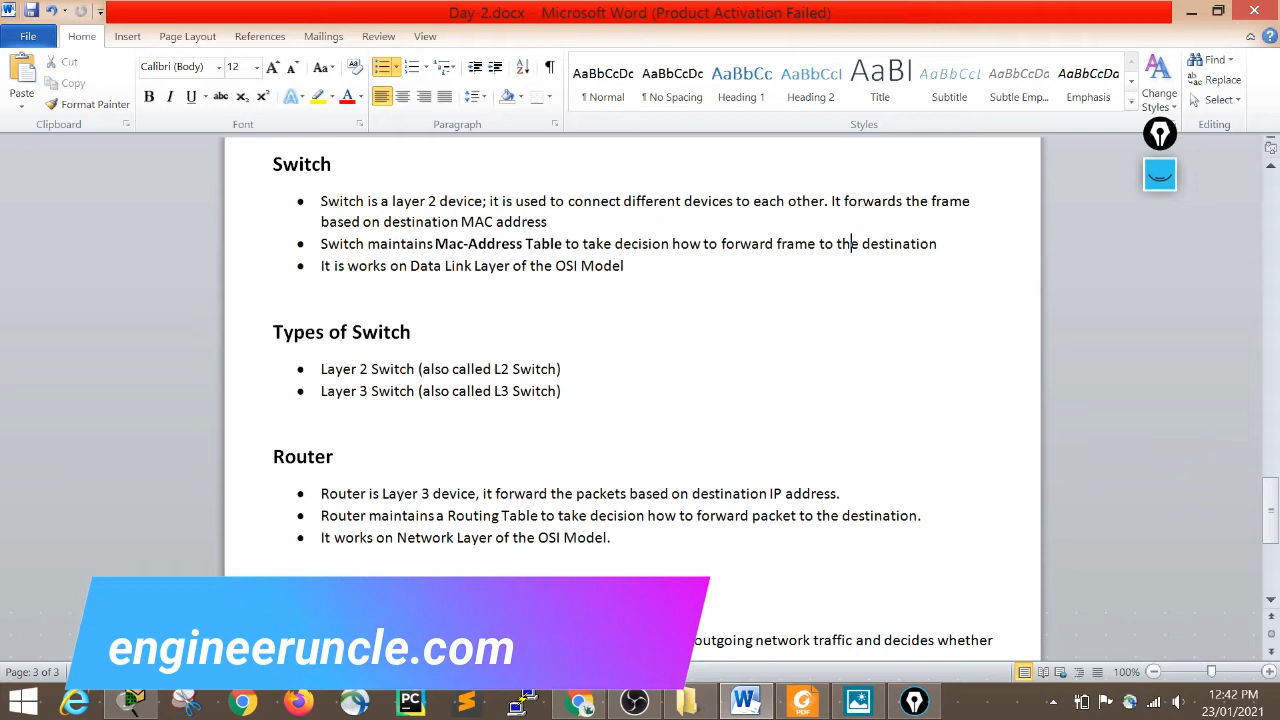 Day-2.docx - Microsoft Word (Product Activation Failed)
File Home Insert Page Layout References Mailings Review View
Paste
Cut
Copy
Format Painter
Clipboard
Calibri (Body) 12
Font
Paragraph
AaBbCcDc AaBbCcDc AaBbCc AaBbCcI AaBl AaBbCcL AaBbCcDc AaBbCcDc
¶ Normal ¶ No Spacing Heading 1 Heading 2 Title Subtitle Subtle Emp... Emphasis
Styles
Change
Styles
Find
Replace
Select
Editing
Switch
• Switch is a layer 2 device; it is used to connect different devices to each other. It forwards the frame
based on destination MAC address
• Switch maintains Mac-Address Table to take decision how to forward frame to the destination
• It is works on Data Link Layer of the OSI Model
Types of Switch
• Layer 2 Switch (also called L2 Switch)
• Layer 3 Switch (also called L3 Switch)
Router
• Router is Layer 3 device, it forward the packets based on destination IP address.
• Router maintains a Routing Table to take decision how to forward packet to the destination.
• It works on Network Layer of the OSI Model.
outgoing network traffic and decides whether
engineeruncle.com
Page: 3 of 3
100%
PC
PDF
12:42 PM
23/01/2021